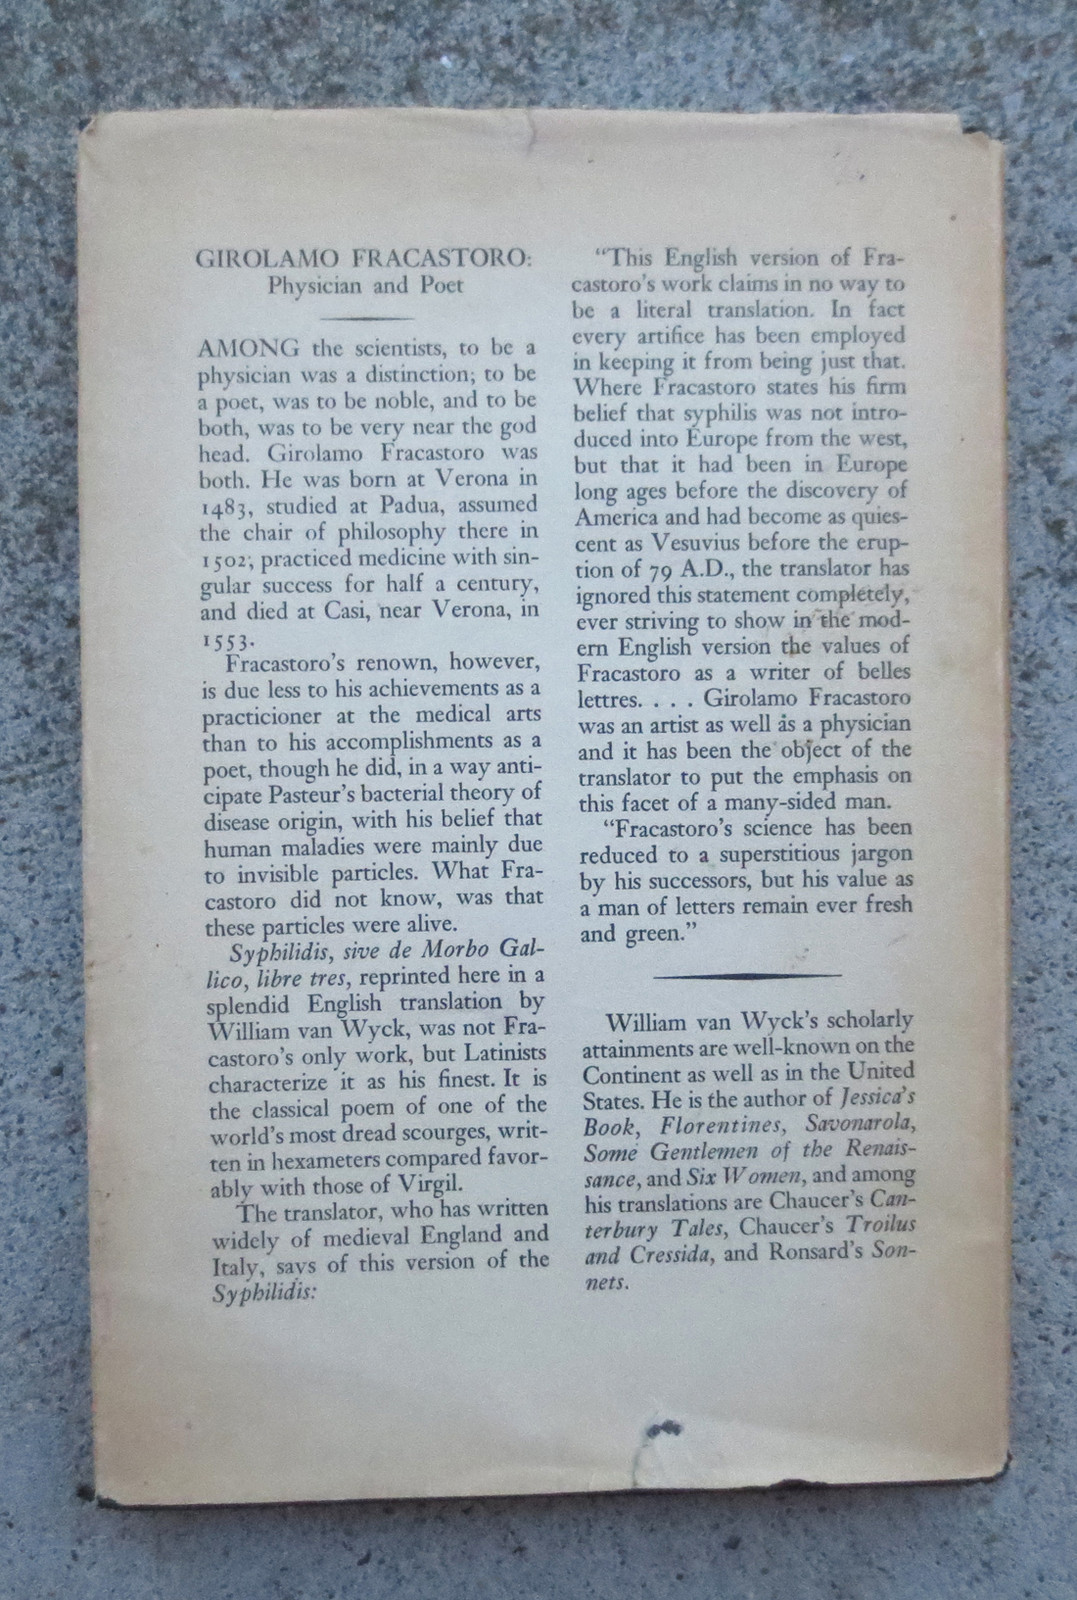 GIROLAMO FRACASTORO:
Physician and Poet
AMONG the scientists, to be a
physician was a distinction; to be
a poet, was to be noble, and to be
both, was to be very near the god
head. Girolamo Fracastoro was
both. He was born at Verona in
1483, studied at Padua, assumed
the chair of philosophy there in
1502; practiced medicine with sin-
gular success for half a century,
and died at Casi, near Verona, in
1553.
Fracastoro's renown, however,
is due less to his achievements as a
practicioner at the medical arts
than to his accomplishments as a
poet, though he did, in a way anti-
cipate Pasteur's bacterial theory of
disease origin, with his belief that
human maladies were mainly due
to invisible particles. What Fra-
castoro did not know, was that
these particles were alive.
Syphilidis, sive de Morbo Gal-
lico, libre tres, reprinted here in a
splendid English translation by
William van Wyck, was not Fra-
castoro's only work, but Latinists
characterize it as his finest. It is
the classical poem of one of the
world's most dread scourges, writ-
ten in hexameters compared favor-
ably with those of Virgil.
The translator, who has written
widely of medieval England and
Italy, says of this version of the
Syphilidis:
"This English version of Fra-
castoro's work claims in no way to
be a literal translation. In fact
every artifice has been employed
in keeping it from being just that.
Where Fracastoro states his firm
belief that syphilis was not intro-
duced into Europe from the west,
but that it had been in Europe
long ages before the discovery of
America and had become as quies-
cent as Vesuvius before the erup-
tion of 79 A.D., the translator has
ignored this statement completely,
ever striving to show in the mod-
ern English version the values of
Fracastoro as a writer of belles
lettres. . . . Girolamo Fracastoro
was an artist as well as a physician
and it has been the object of the
translator to put the emphasis on
this facet of a many-sided man.
"Fracastoro's science has been
reduced to a superstitious jargon
by his successors, but his value as
a man of letters remain ever fresh
and green."
William van Wyck's scholarly
attainments are well-known on the
Continent as well as in the United
States. He is the author of Jessica's
Book, Florentines, Savonarola,
Some Gentlemen of the Renais-
sance, and Six Women, and among
his translations are Chaucer's Can-
terbury Tales, Chaucer's Troilus
and Cressida, and Ronsard's Son-
nets.